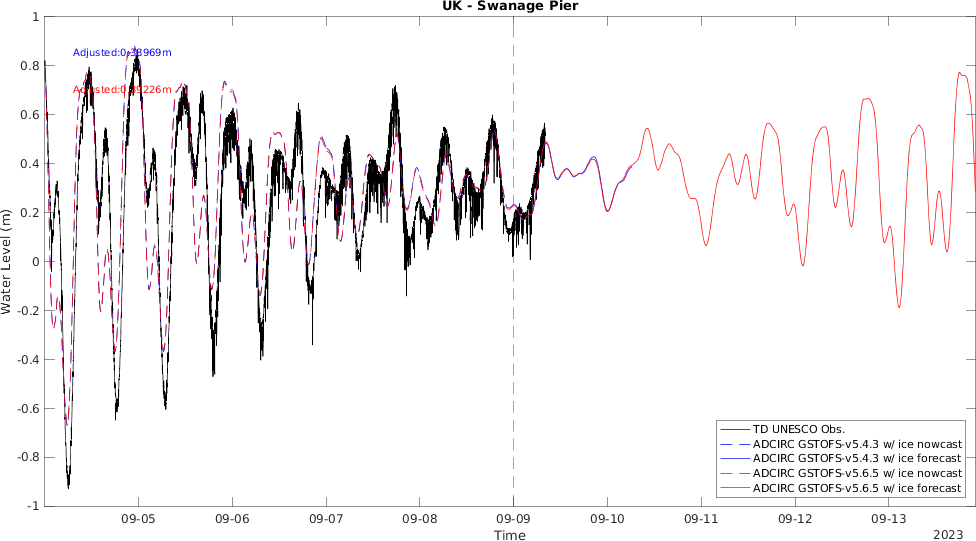 UK - Swanage Pier
1
0.8
0.6
0.4
0.2
0
-0.2
-0.4
-0.6
-0.8
-1
Water Level (m)
Adjusted:0.38969m
Adjusted:0.39226m
TD UNESCO Obs.
ADCIRC GSTOFS-v5.4.3 w/ ice nowcast
ADCIRC GSTOFS-v5.4.3 w/ ice forecast
ADCIRC GSTOFS-v5.6.5 w/ ice nowcast
ADCIRC GSTOFS-v5.6.5 w/ ice forecast
09-05 09-06 09-07 09-08 09-09 09-10 09-11 09-12 09-13
Time
2023